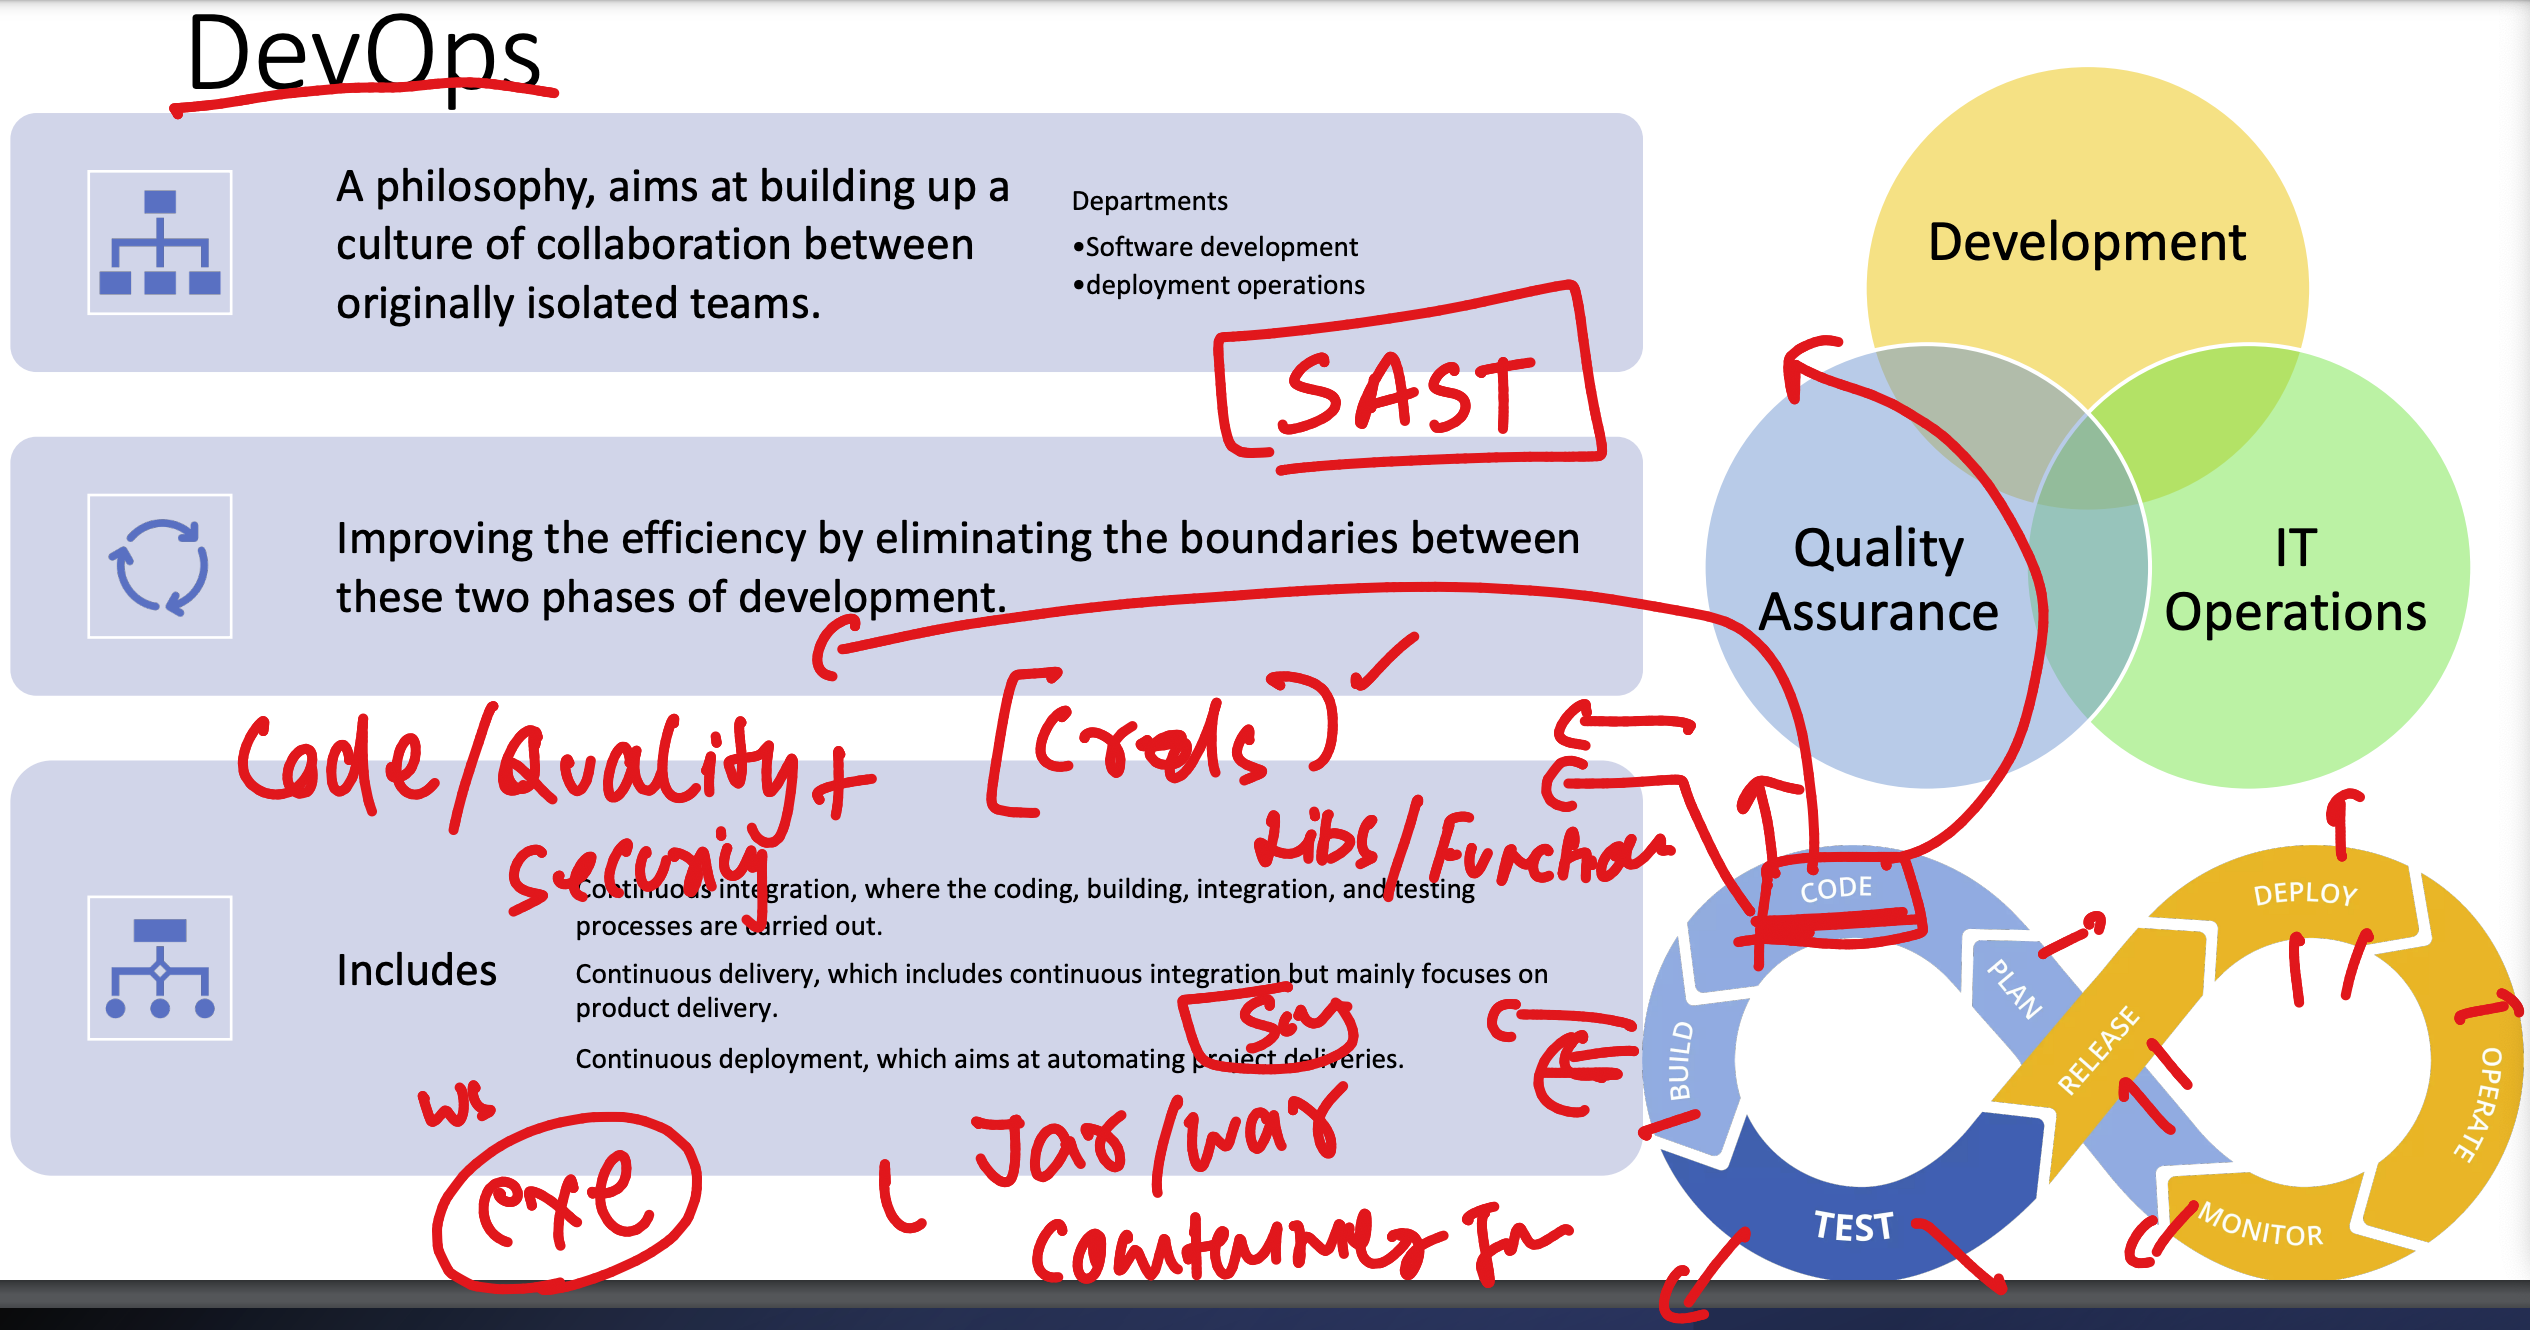 DevOps
A philosophy, aims at building up a
culture of collaboration between
originally isolated teams.
Departments
•Software development
•deployment operations
SAST
Improving the efficiency by eliminating the boundaries between
these two phases of development.
Code/Quality +
Security
Libs/Function
Includes
Continuous integration, where the coding, building, integration, and testing
processes are carried out.
Continuous delivery, which includes continuous integration but mainly focuses on
product delivery.
Continuous deployment, which aims at automating project deliveries.
ws
exe
Jar/war
Development
Quality
Assurance
IT
Operations
CODE
BUILD
PLAN
TEST
RELEASE
DEPLOY
OPERATE
MONITOR